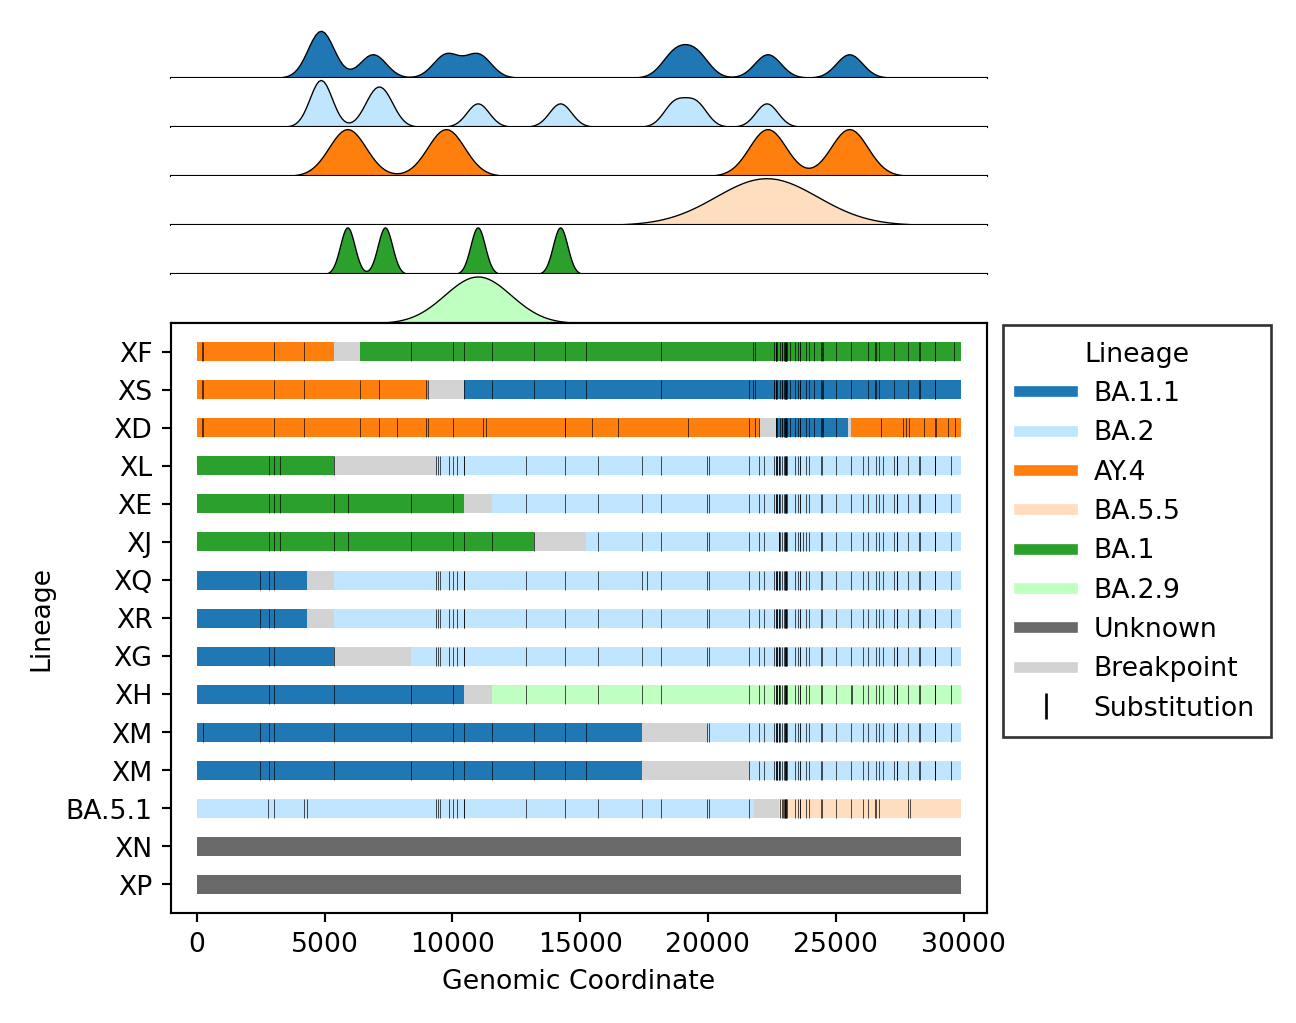 XF
XS
XD
XL
XE
XJ
XQ
XR
XG
XH
XM
XM
BA.5.1
XN
XP
Lineage
0 5000 10000 15000 20000 25000 30000
Genomic Coordinate
Lineage
BA.1.1
BA.2
AY.4
BA.5.5
BA.1
BA.2.9
Unknown
Breakpoint
Substitution